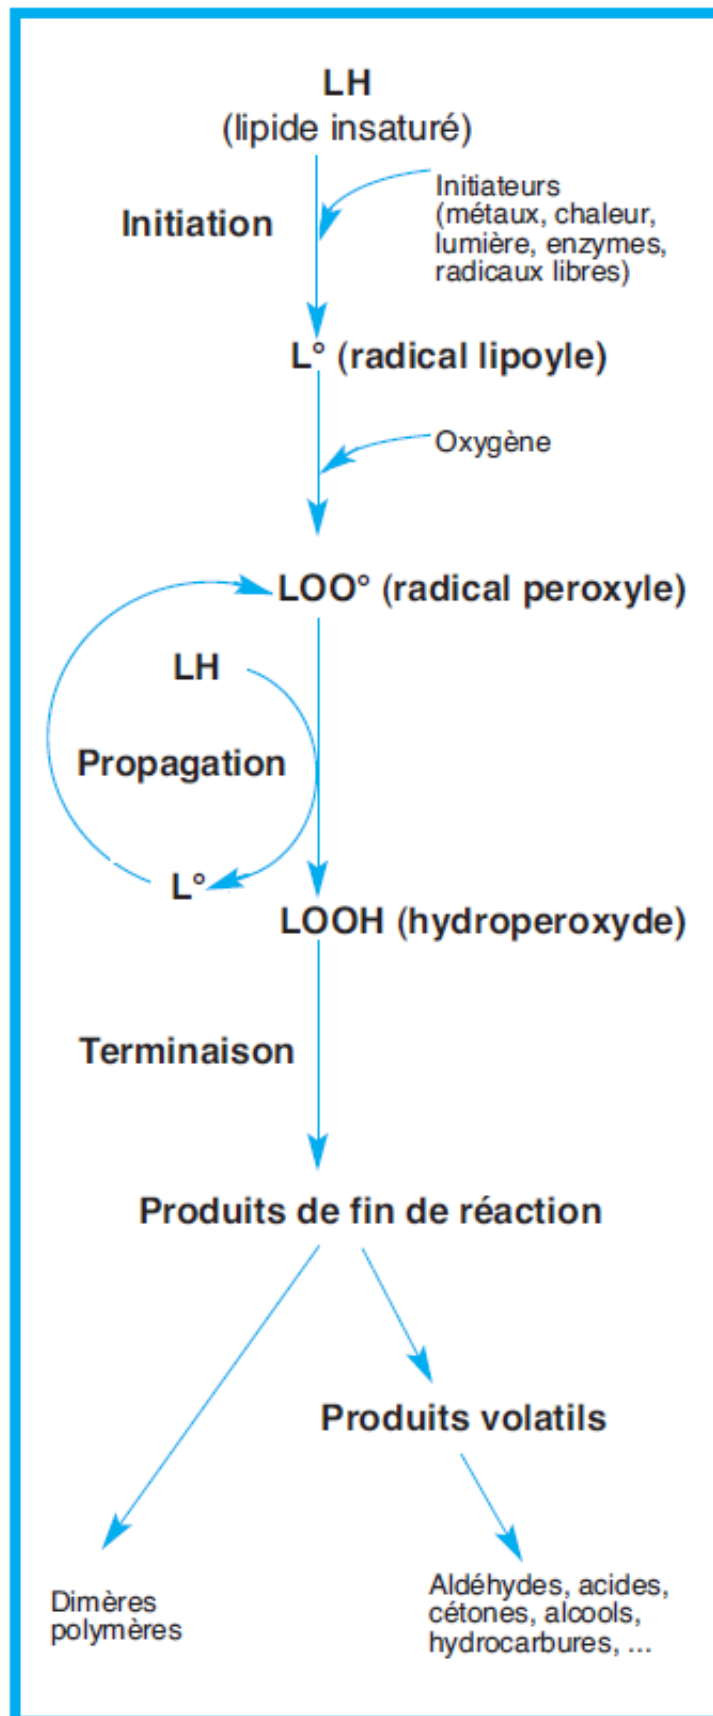 LH
(lipide insaturé)
Initiateurs
(métaux, chaleur,
lumière, enzymes,
radicaux libres)
Initiation
L° (radical lipoyle)
Oxygène
LOO° (radical peroxyle)
LH
Propagation
L°
LOOH (hydroperoxyde)
Terminaison
Produits de fin de réaction
Produits volatils
Dimères
polymères
Aldéhydes, acides,
cétones, alcools,
hydrocarbures, ...